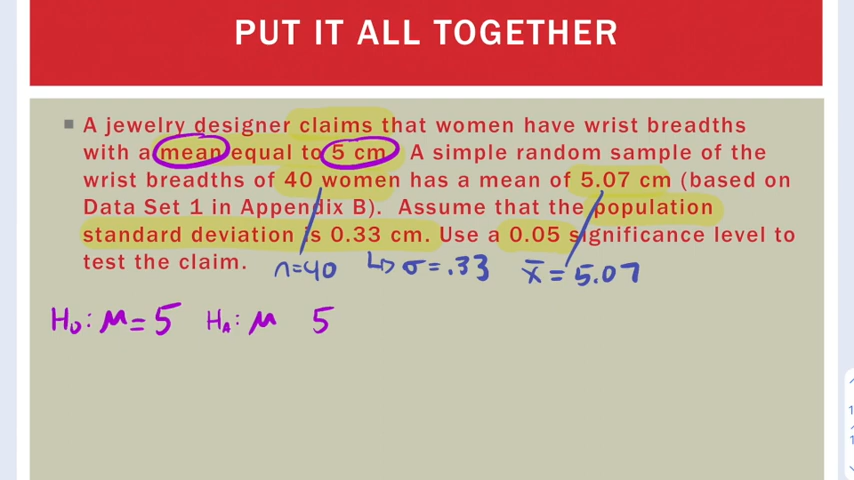 PUT IT ALL TOGETHER
A jewelry designer claims that women have wrist breadths
with a mean equal to 5 cm. A simple random sample of the
wrist breadths of 40 women has a mean of 5.07 cm (based on
Data Set 1 in Appendix B). Assume that the population
standard deviation is 0.33 cm. Use a 0.05 significance level to
test the claim.
n=40 ↳ σ=.33 x̄=5.07
H₀: μ=5 Hₐ: μ 5